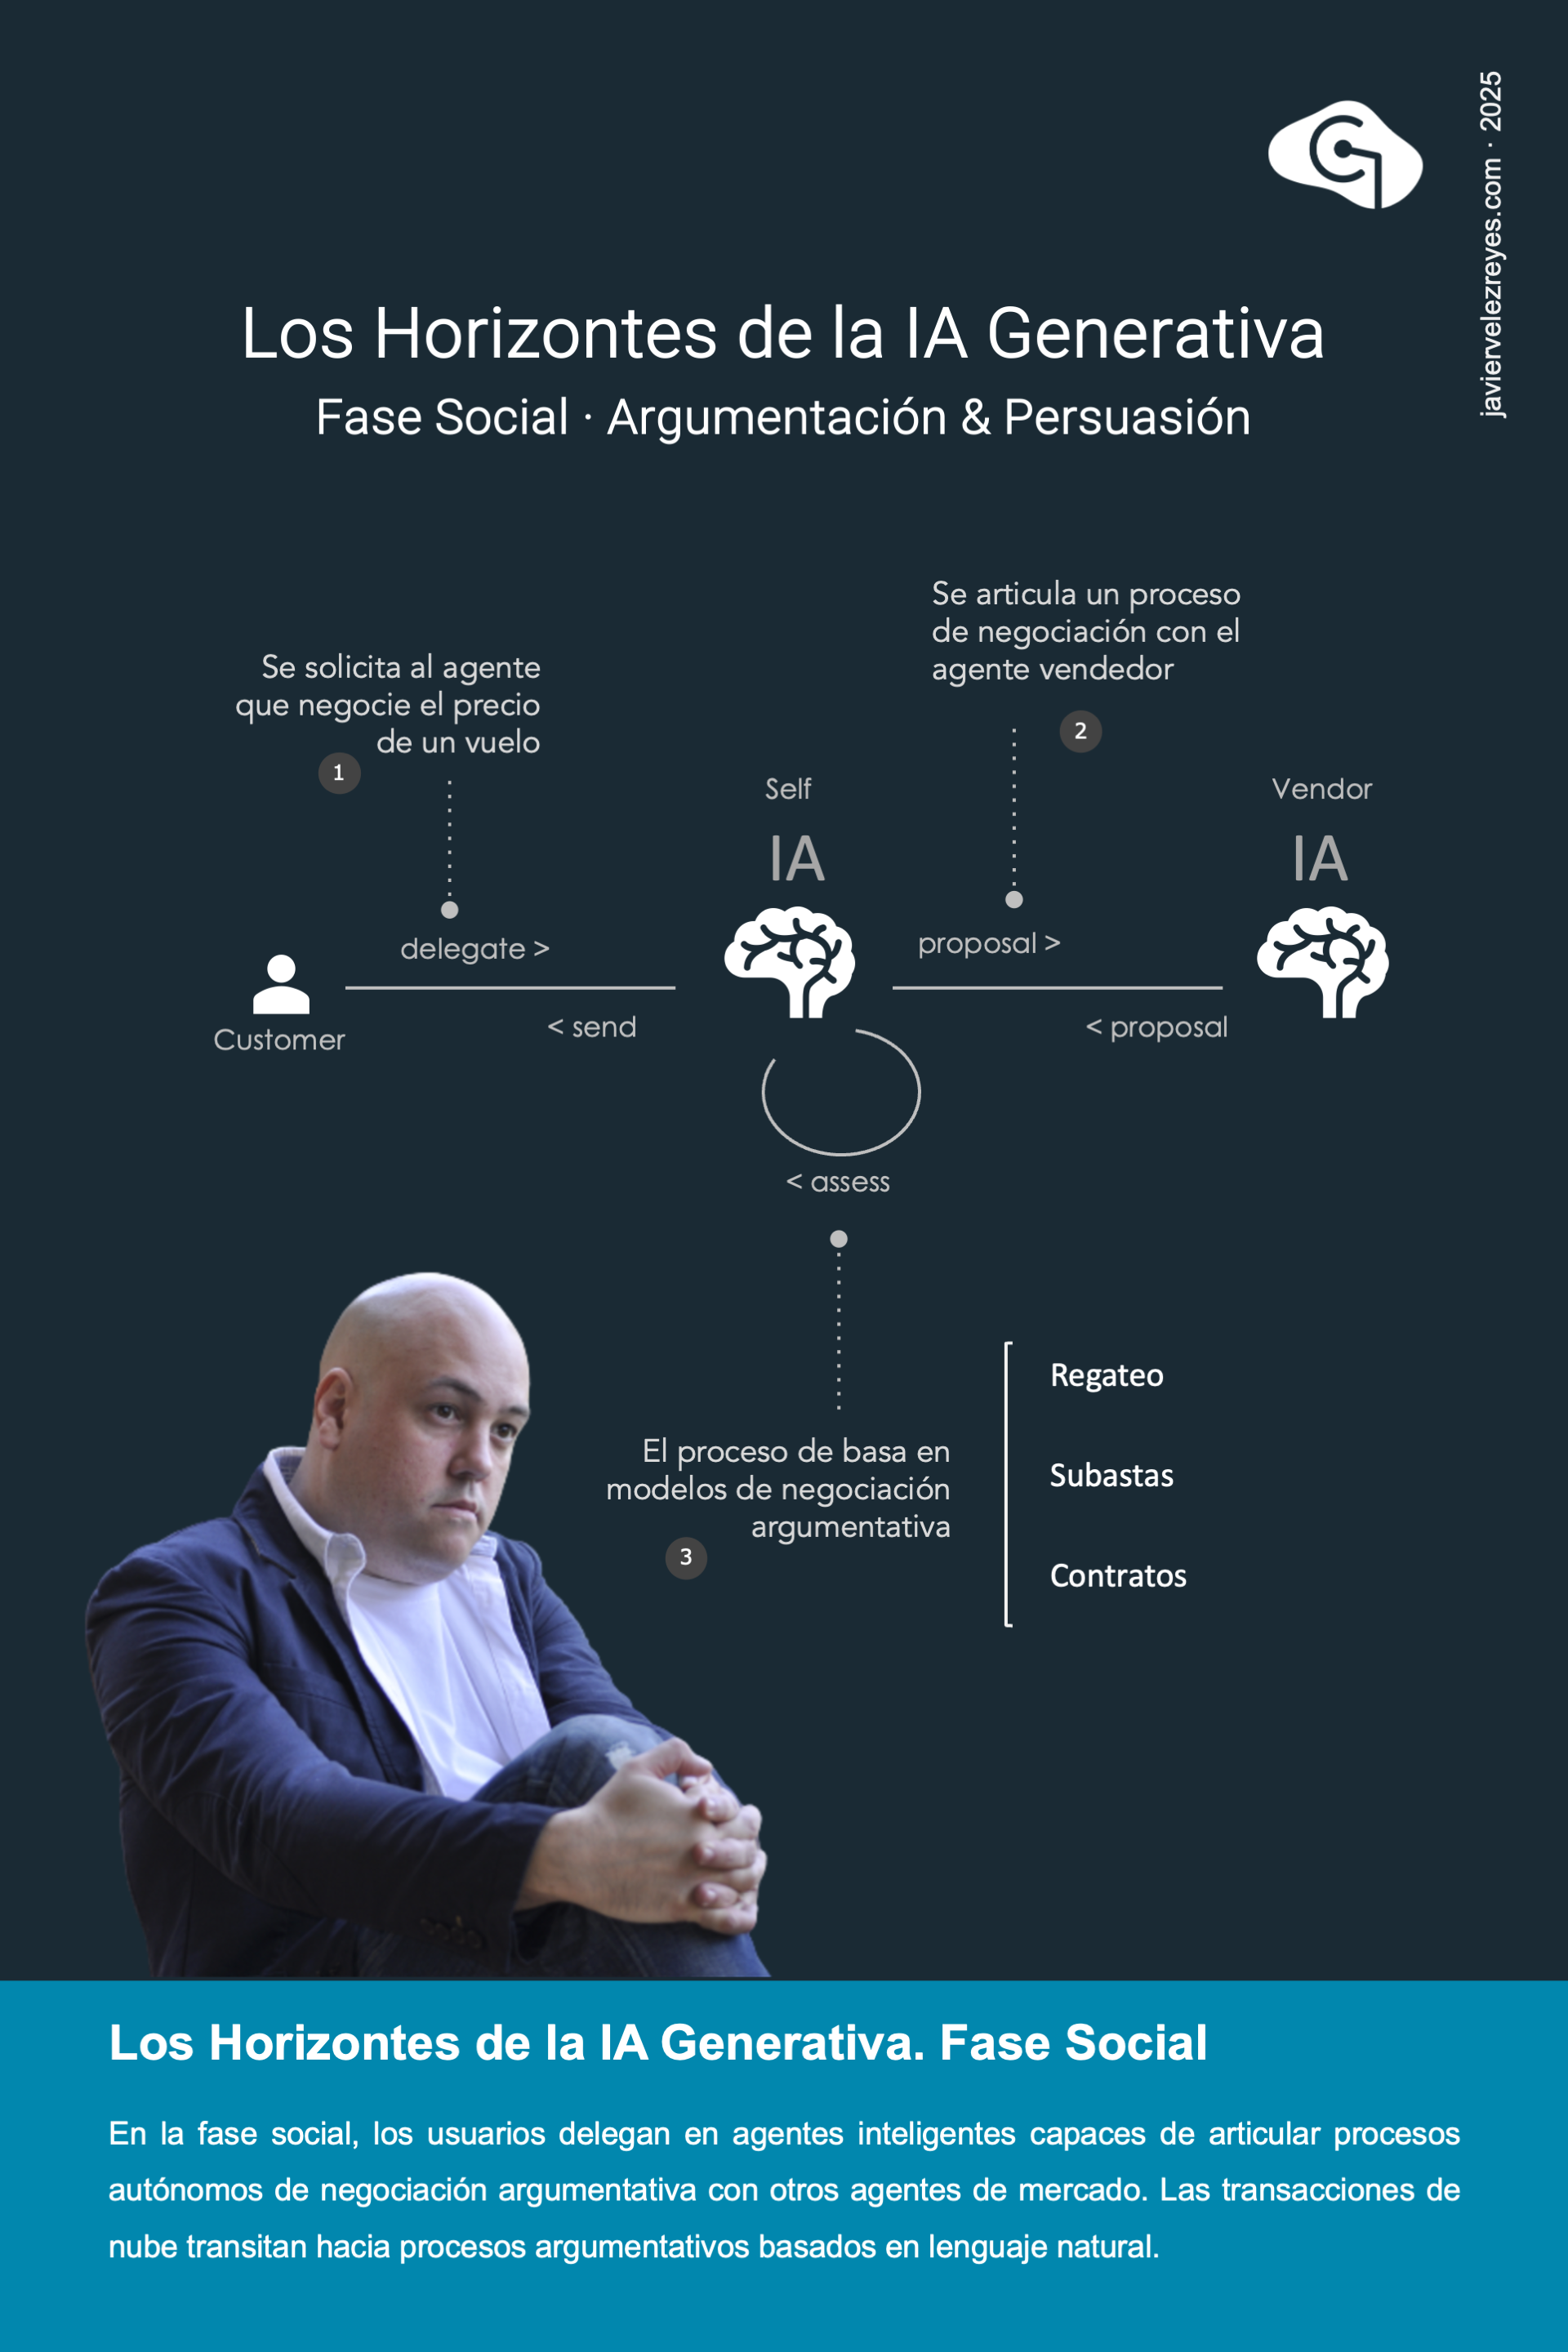 javiervelezreyes.com · 2025
Los Horizontes de la IA Generativa
Fase Social · Argumentación & Persuasión
Se solicita al agente
que negocie el precio
de un vuelo
1
Se articula un proceso
de negociación con el
agente vendedor
2
Self
IA
Vendor
IA
delegate >
proposal >
Customer
< send
< proposal
< assess
El proceso de basa en
modelos de negociación
argumentativa
3
Regateo
Subastas
Contratos
Los Horizontes de la IA Generativa. Fase Social
En la fase social, los usuarios delegan en agentes inteligentes capaces de articular procesos
autónomos de negociación argumentativa con otros agentes de mercado. Las transacciones de
nube transitan hacia procesos argumentativos basados en lenguaje natural.